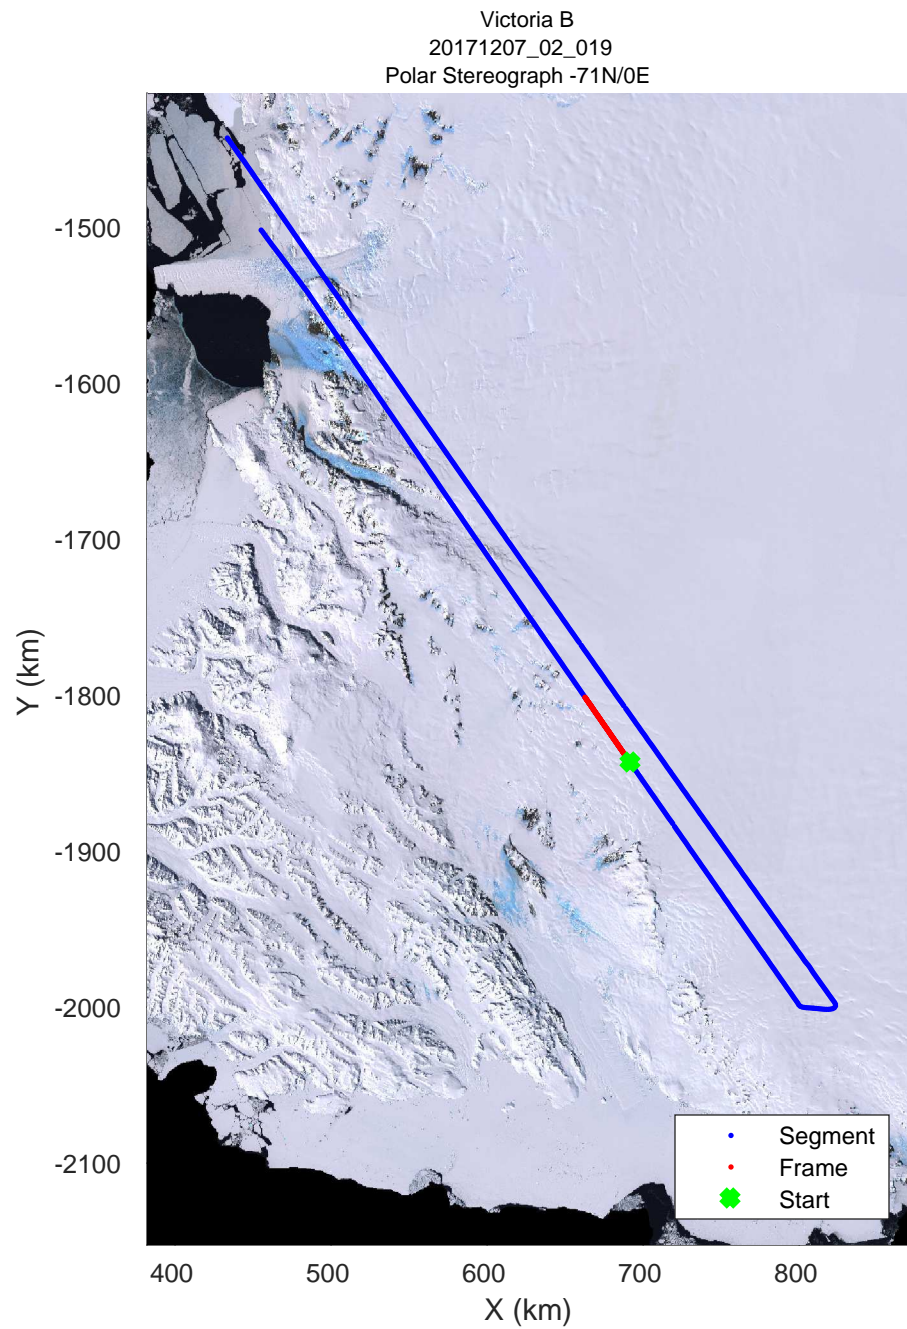 Victoria B
20171207_02_019
Polar Stereograph -71N/0E
-1500
-1600
-1700
-1800
-1900
-2000
-2100
Y (km)
400
500
600
700
800
X (km)
Segment
Frame
Start